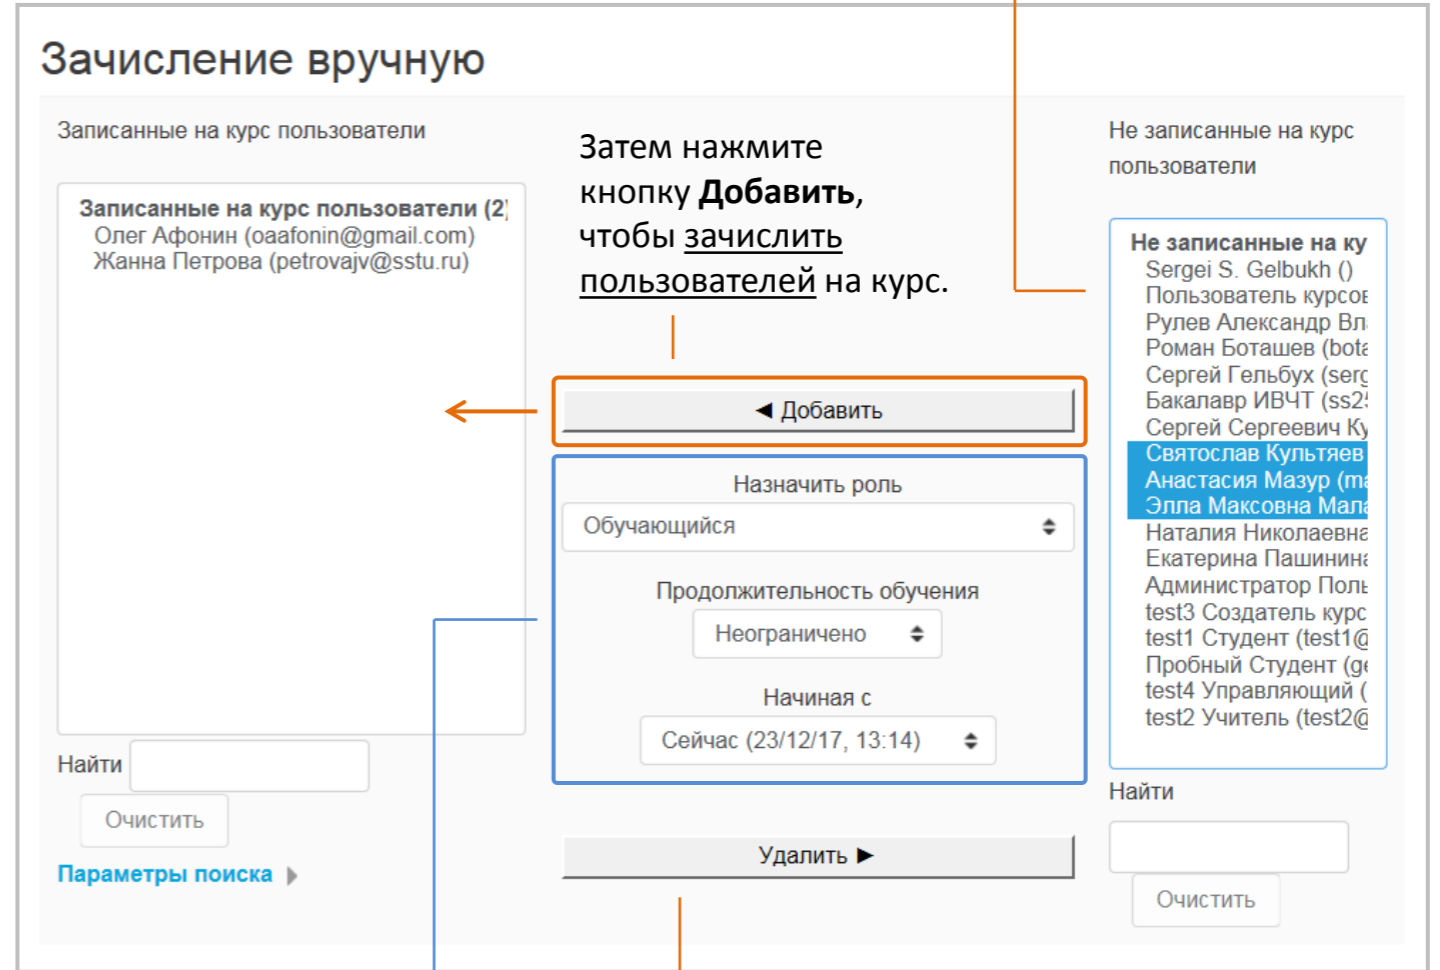 Зачисление вручную
Записанные на курс пользователи
Записанные на курс пользователи (2)
Олег Афонин (oaafonin@gmail.com)
Жанна Петрова (petrovajv@sstu.ru)
Найти
Очистить
Параметры поиска
Затем нажмите
кнопку Добавить,
чтобы зачислить
пользователей на курс.
◄ Добавить
Назначить роль
Обучающийся
Продолжительность обучения
Неограничено
Начиная с
Сейчас (23/12/17, 13:14)
Удалить ►
Не записанные на курс
пользователи
Не записанные на ку
Sergei S. Gelbukh ()
Пользователь курсов
Рулев Александр Вл
Роман Боташев (bota
Сергей Гельбух (serg
Бакалавр ИВЧТ (ss25
Сергей Сергеевич Ку
Святослав Культяев
Анастасия Мазур (ma
Элла Максовна Мала
Наталия Николаевна
Екатерина Пашинина
Администратор Поль
test3 Создатель курс
test1 Студент (test1@
Пробный Студент (ge
test4 Управляющий (
test2 Учитель (test2@
Найти
Очистить